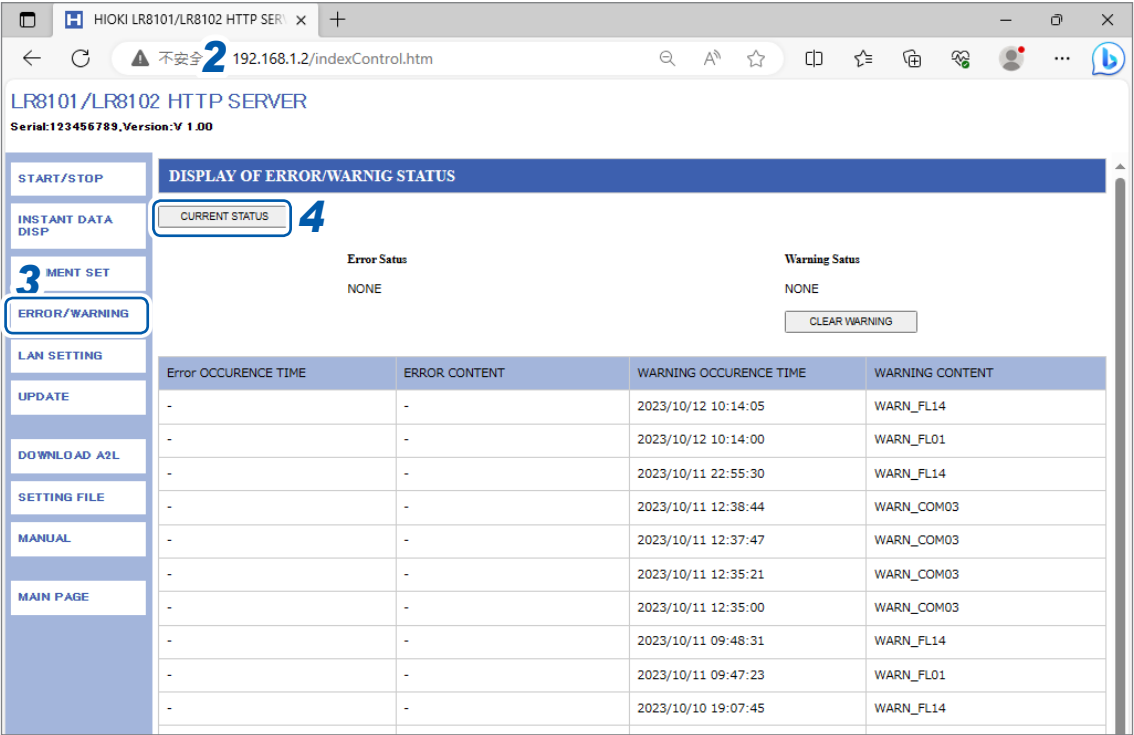 HIOKI LR8101/LR8102 HTTP SER
不安全 2 192.168.1.2/indexControl.htm
LR8101/LR8102 HTTP SERVER
Serial:123456789,Version:V 1.00
START/STOP
INSTANT DATA
DISP
3 MENT SET
ERROR/WARNING
LAN SETTING
UPDATE
DOWNLOAD A2L
SETTING FILE
MANUAL
MAIN PAGE
DISPLAY OF ERROR/WARNIG STATUS
CURRENT STATUS 4
Error Satus Warning Satus
NONE NONE
CLEAR WARNING
Error OCCURENCE TIME ERROR CONTENT WARNING OCCURENCE TIME WARNING CONTENT
- - 2023/10/12 10:14:05 WARN_FL14
- - 2023/10/12 10:14:00 WARN_FL01
- - 2023/10/11 22:55:30 WARN_FL14
- - 2023/10/11 12:38:44 WARN_COM03
- - 2023/10/11 12:37:47 WARN_COM03
- - 2023/10/11 12:35:21 WARN_COM03
- - 2023/10/11 12:35:00 WARN_COM03
- - 2023/10/11 09:48:31 WARN_FL14
- - 2023/10/11 09:47:23 WARN_FL01
- - 2023/10/10 19:07:45 WARN_FL14